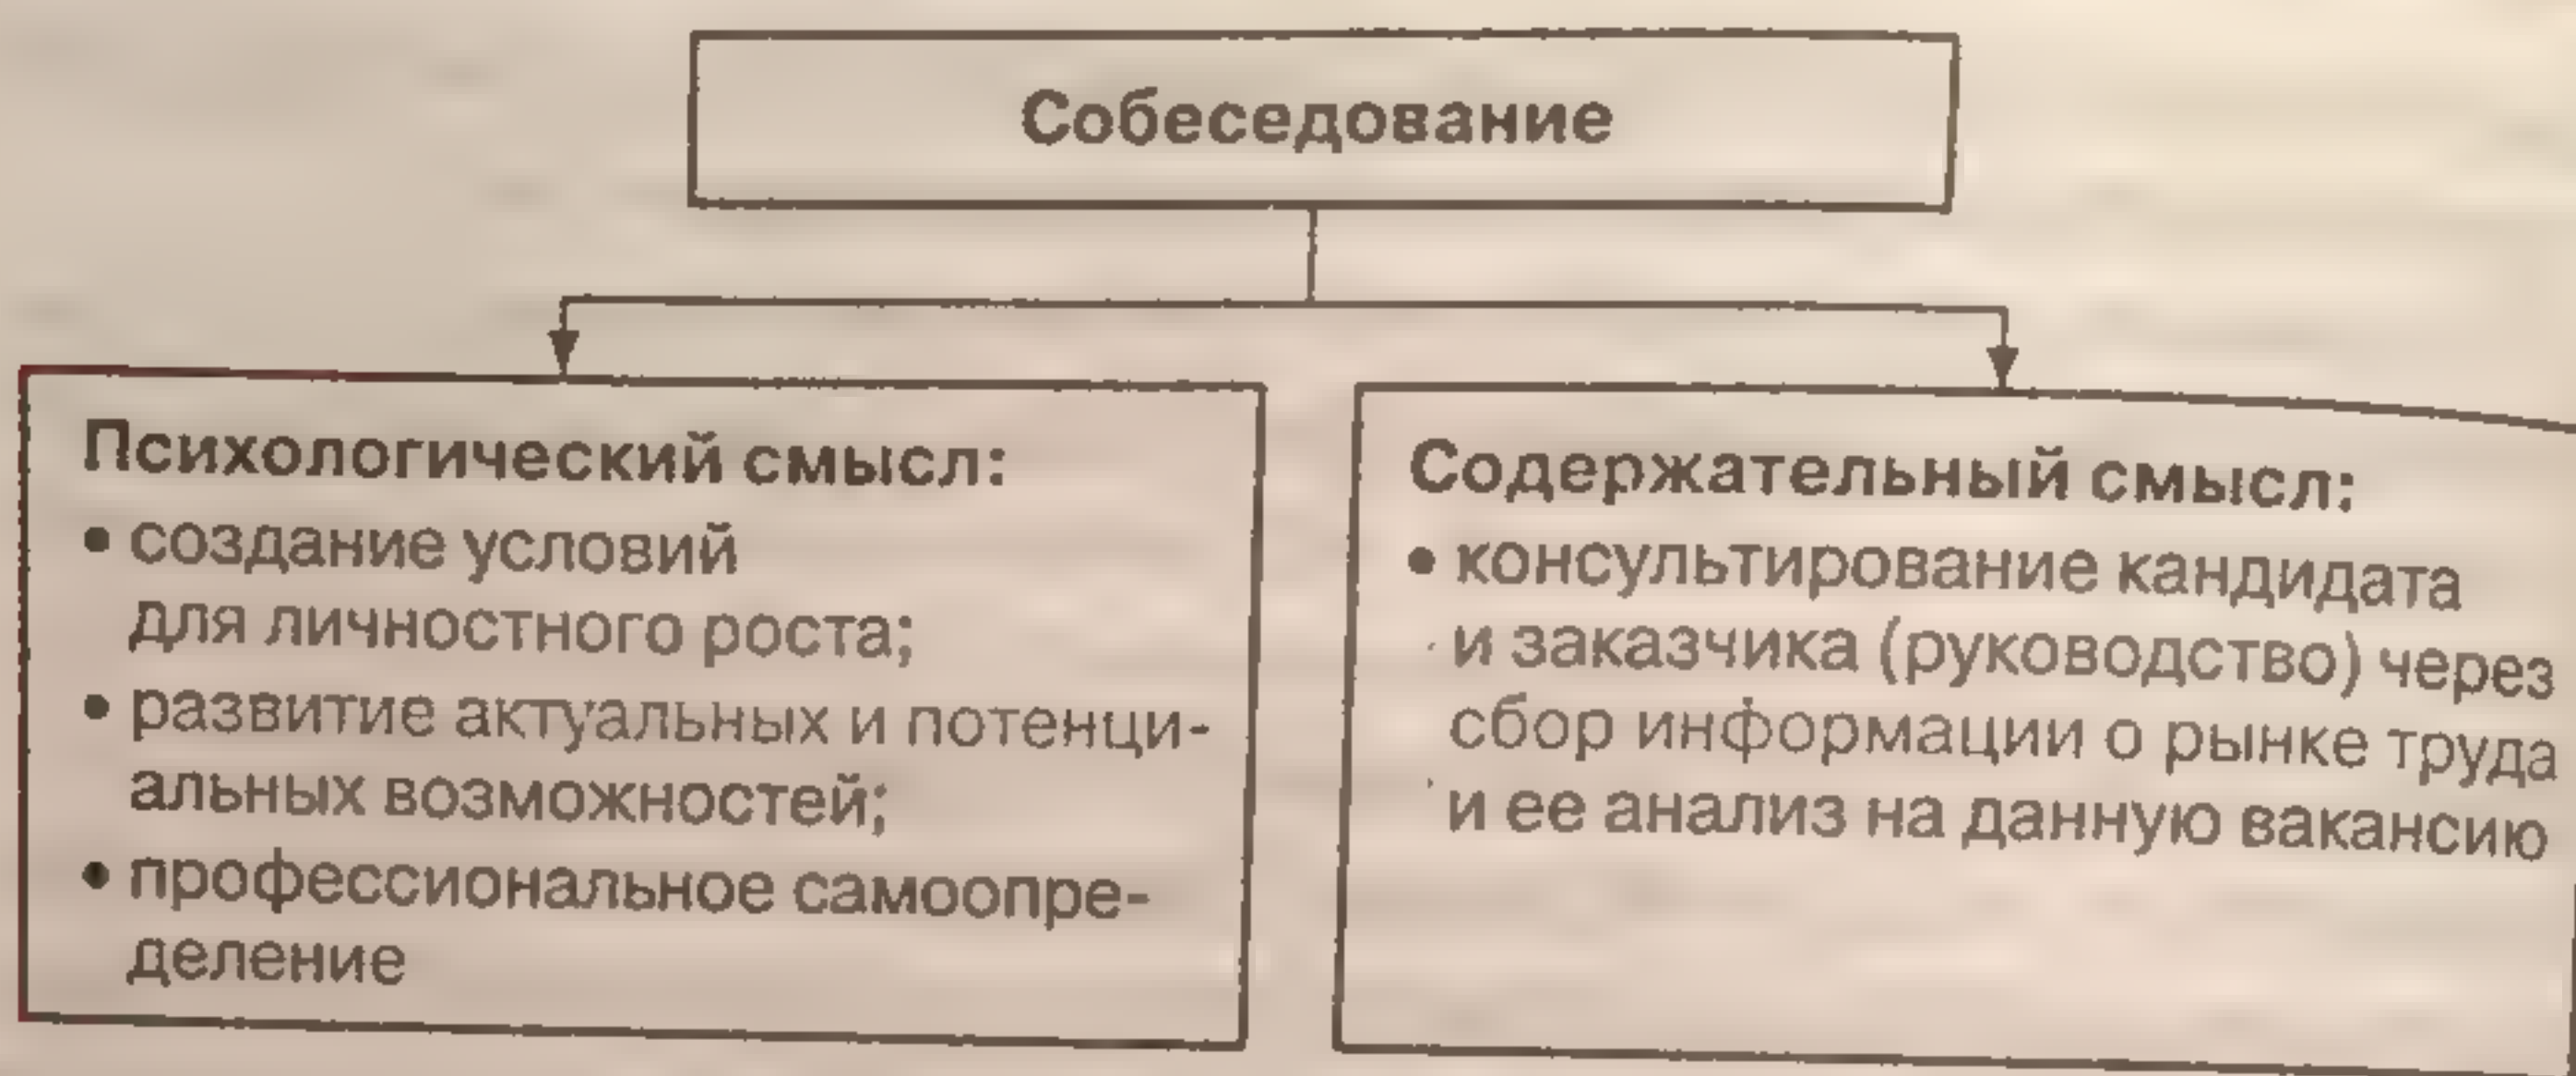 Собеседование
Психологический смысл:
• создание условий
для личностного роста;
• развитие актуальных и потенци-
альных возможностей;
• профессиональное самоопре-
деление
Содержательный смысл:
• консультирование кандидата
и заказчика (руководство) через
сбор информации о рынке труда
и ее анализ на данную вакансию